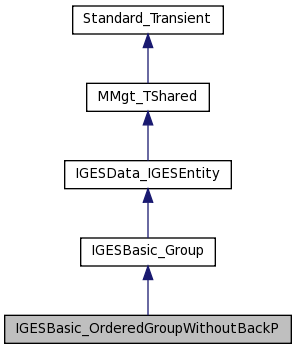 Standard_Transient
MMgt_TShared
IGESData_IGESEntity
IGESBasic_Group
IGESBasic_OrderedGroupWithoutBackP